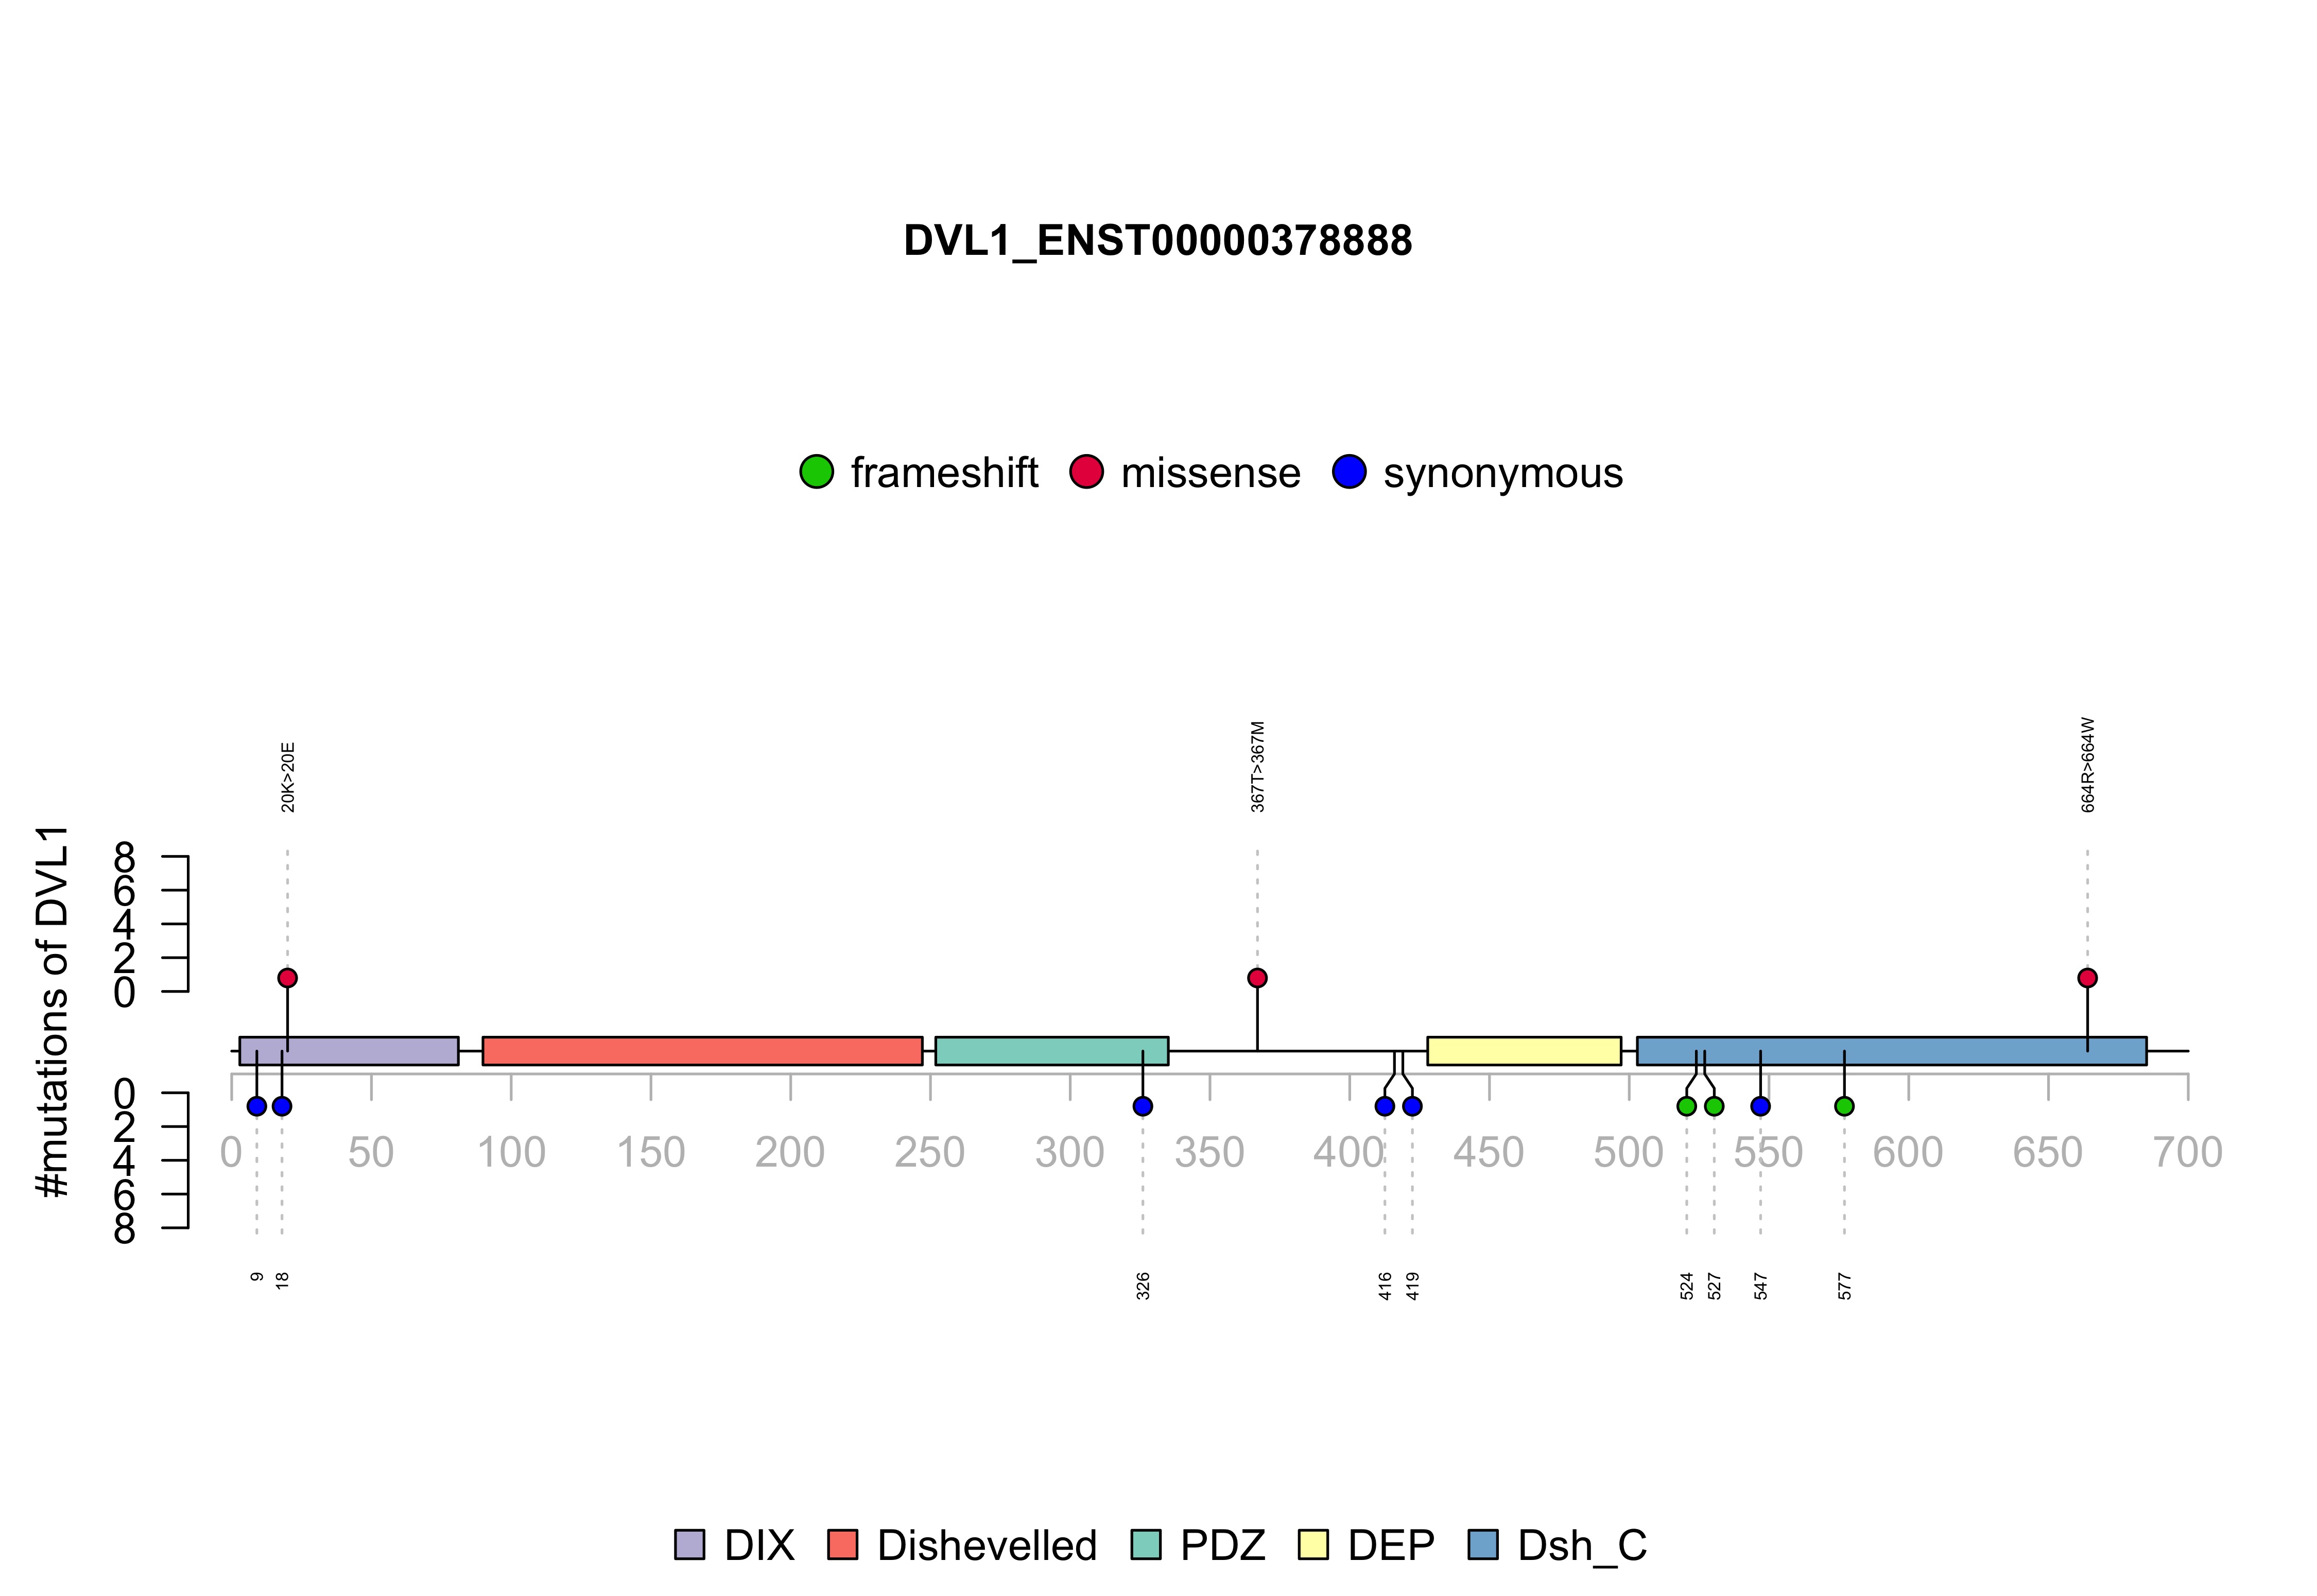 DVL1_ENST00000378888
frameshift missense synonymous
20K>20E 367T>367M 664R>664W
#mutations of DVL1
8
6
4
2
0
0
2
4
6
8
0 50 100 150 200 250 300 350 400 450 500 550 600 650 700
9 18 326 416 419 524 527 547 577
DIX Dishevelled PDZ DEP Dsh_C